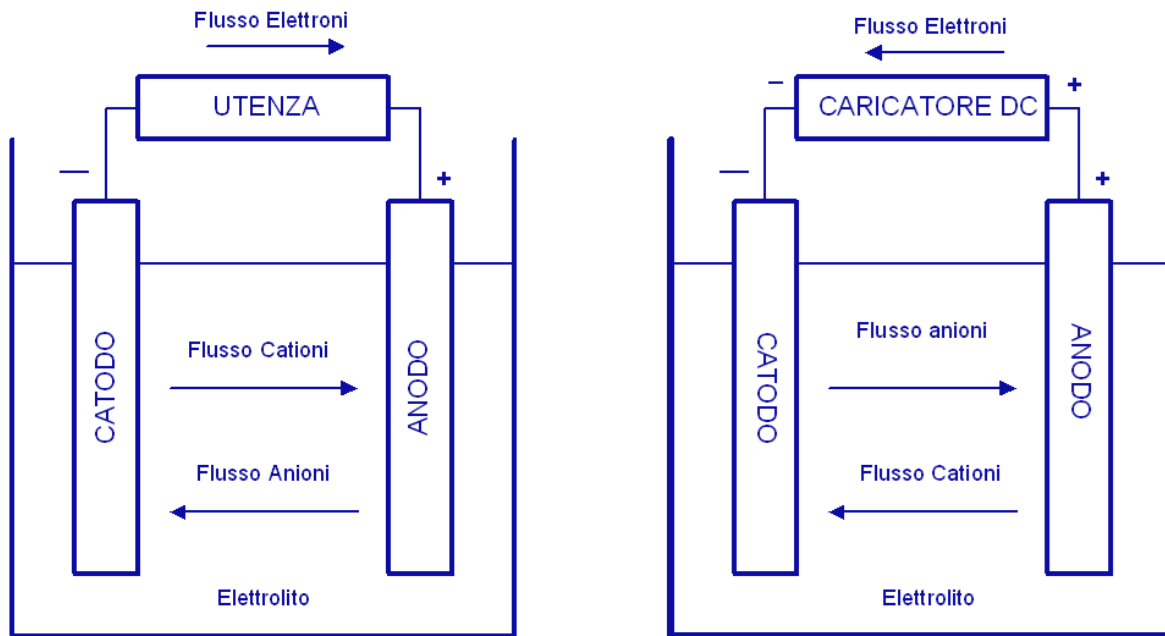 Flusso Elettroni
UTENZA
—
+
CATODO
ANODO
Flusso Cationi
Flusso Anioni
Elettrolito
Flusso Elettroni
–
+
CARICATORE DC
—
+
CATODO
ANODO
Flusso anioni
Flusso Cationi
Elettrolito